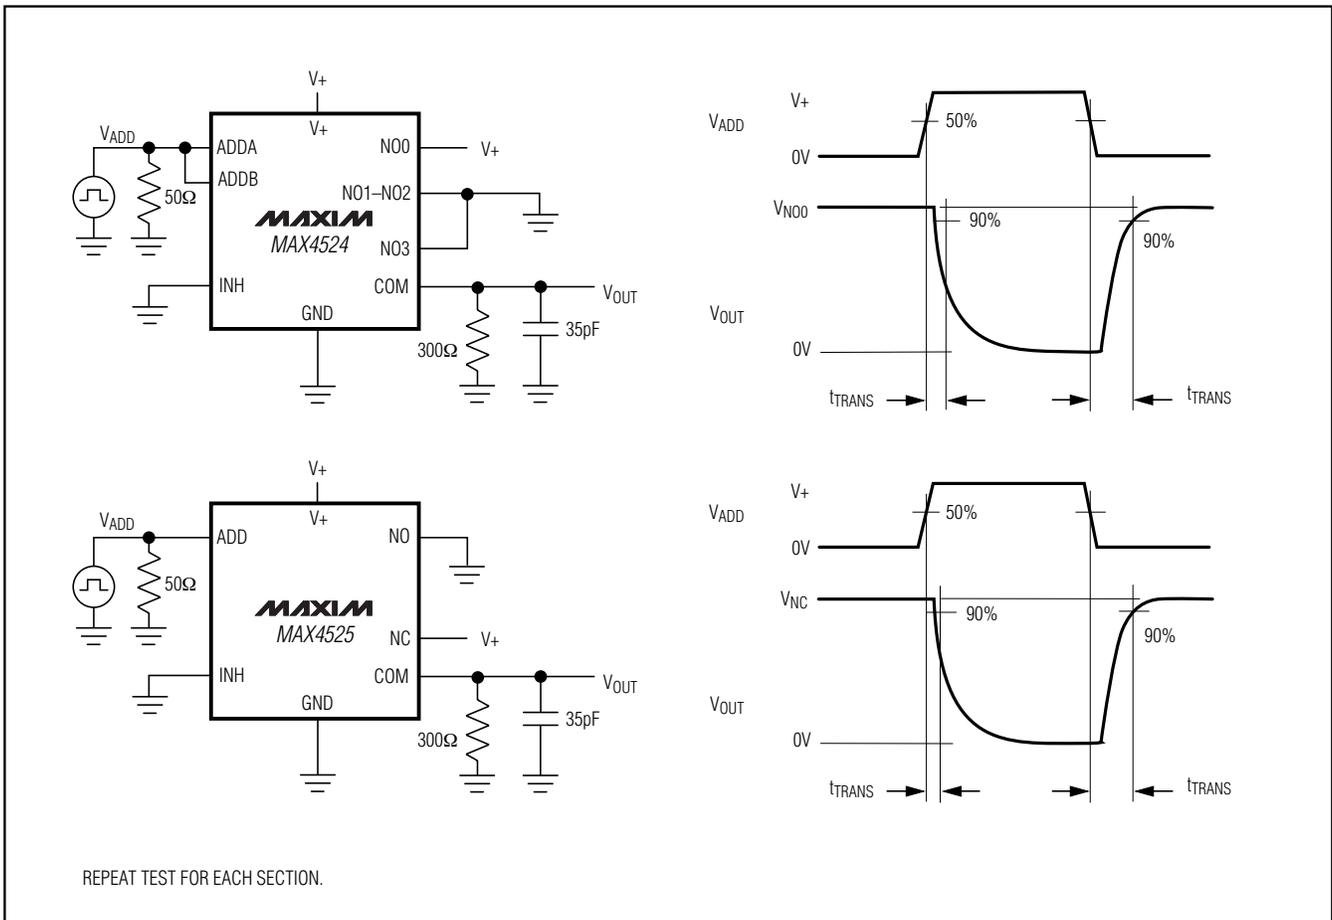 V+
V+
VADD
ADDA
ADDB
50Ω
INH
MAXIM
MAX4524
GND
NO0
V+
NO1–NO2
NO3
COM
VOUT
300Ω
35pF
VADD
V+
50%
0V
VNO0
90%
90%
VOUT
0V
tTRANS
tTRANS
V+
V+
VADD
ADD
50Ω
INH
MAXIM
MAX4525
GND
NO
NC
V+
COM
VOUT
300Ω
35pF
VADD
V+
50%
0V
VNC
90%
90%
VOUT
0V
tTRANS
tTRANS
REPEAT TEST FOR EACH SECTION.